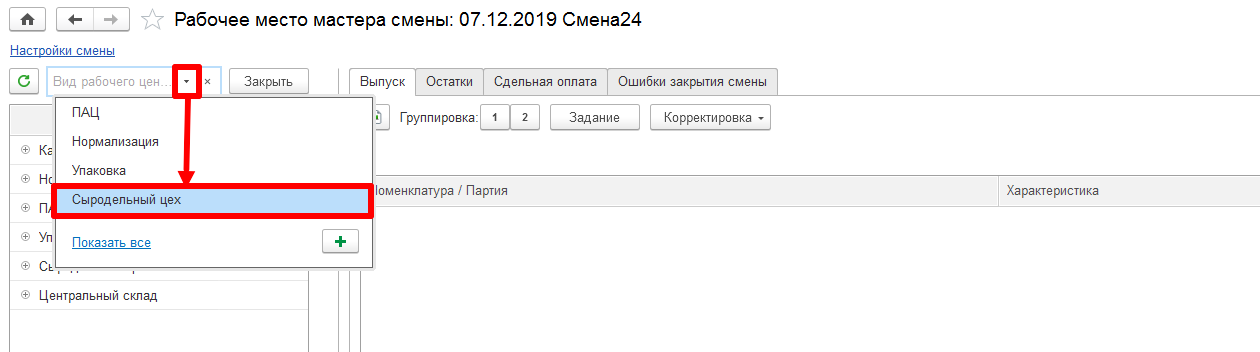 Рабочее место мастера смены: 07.12.2019 Смена24
Настройки смены
Вид рабочего цен... Закрыть
Выпуск Остатки Сдельная оплата Ошибки закрытия смены
ПАЦ
Нормализация
Упаковка
Сыродельный цех
Показать все
Группировка: 1 2 Задание Корректировка
Номенклатура / Партия Характеристика
Ка
Но
ПА
Уп
Центральный склад